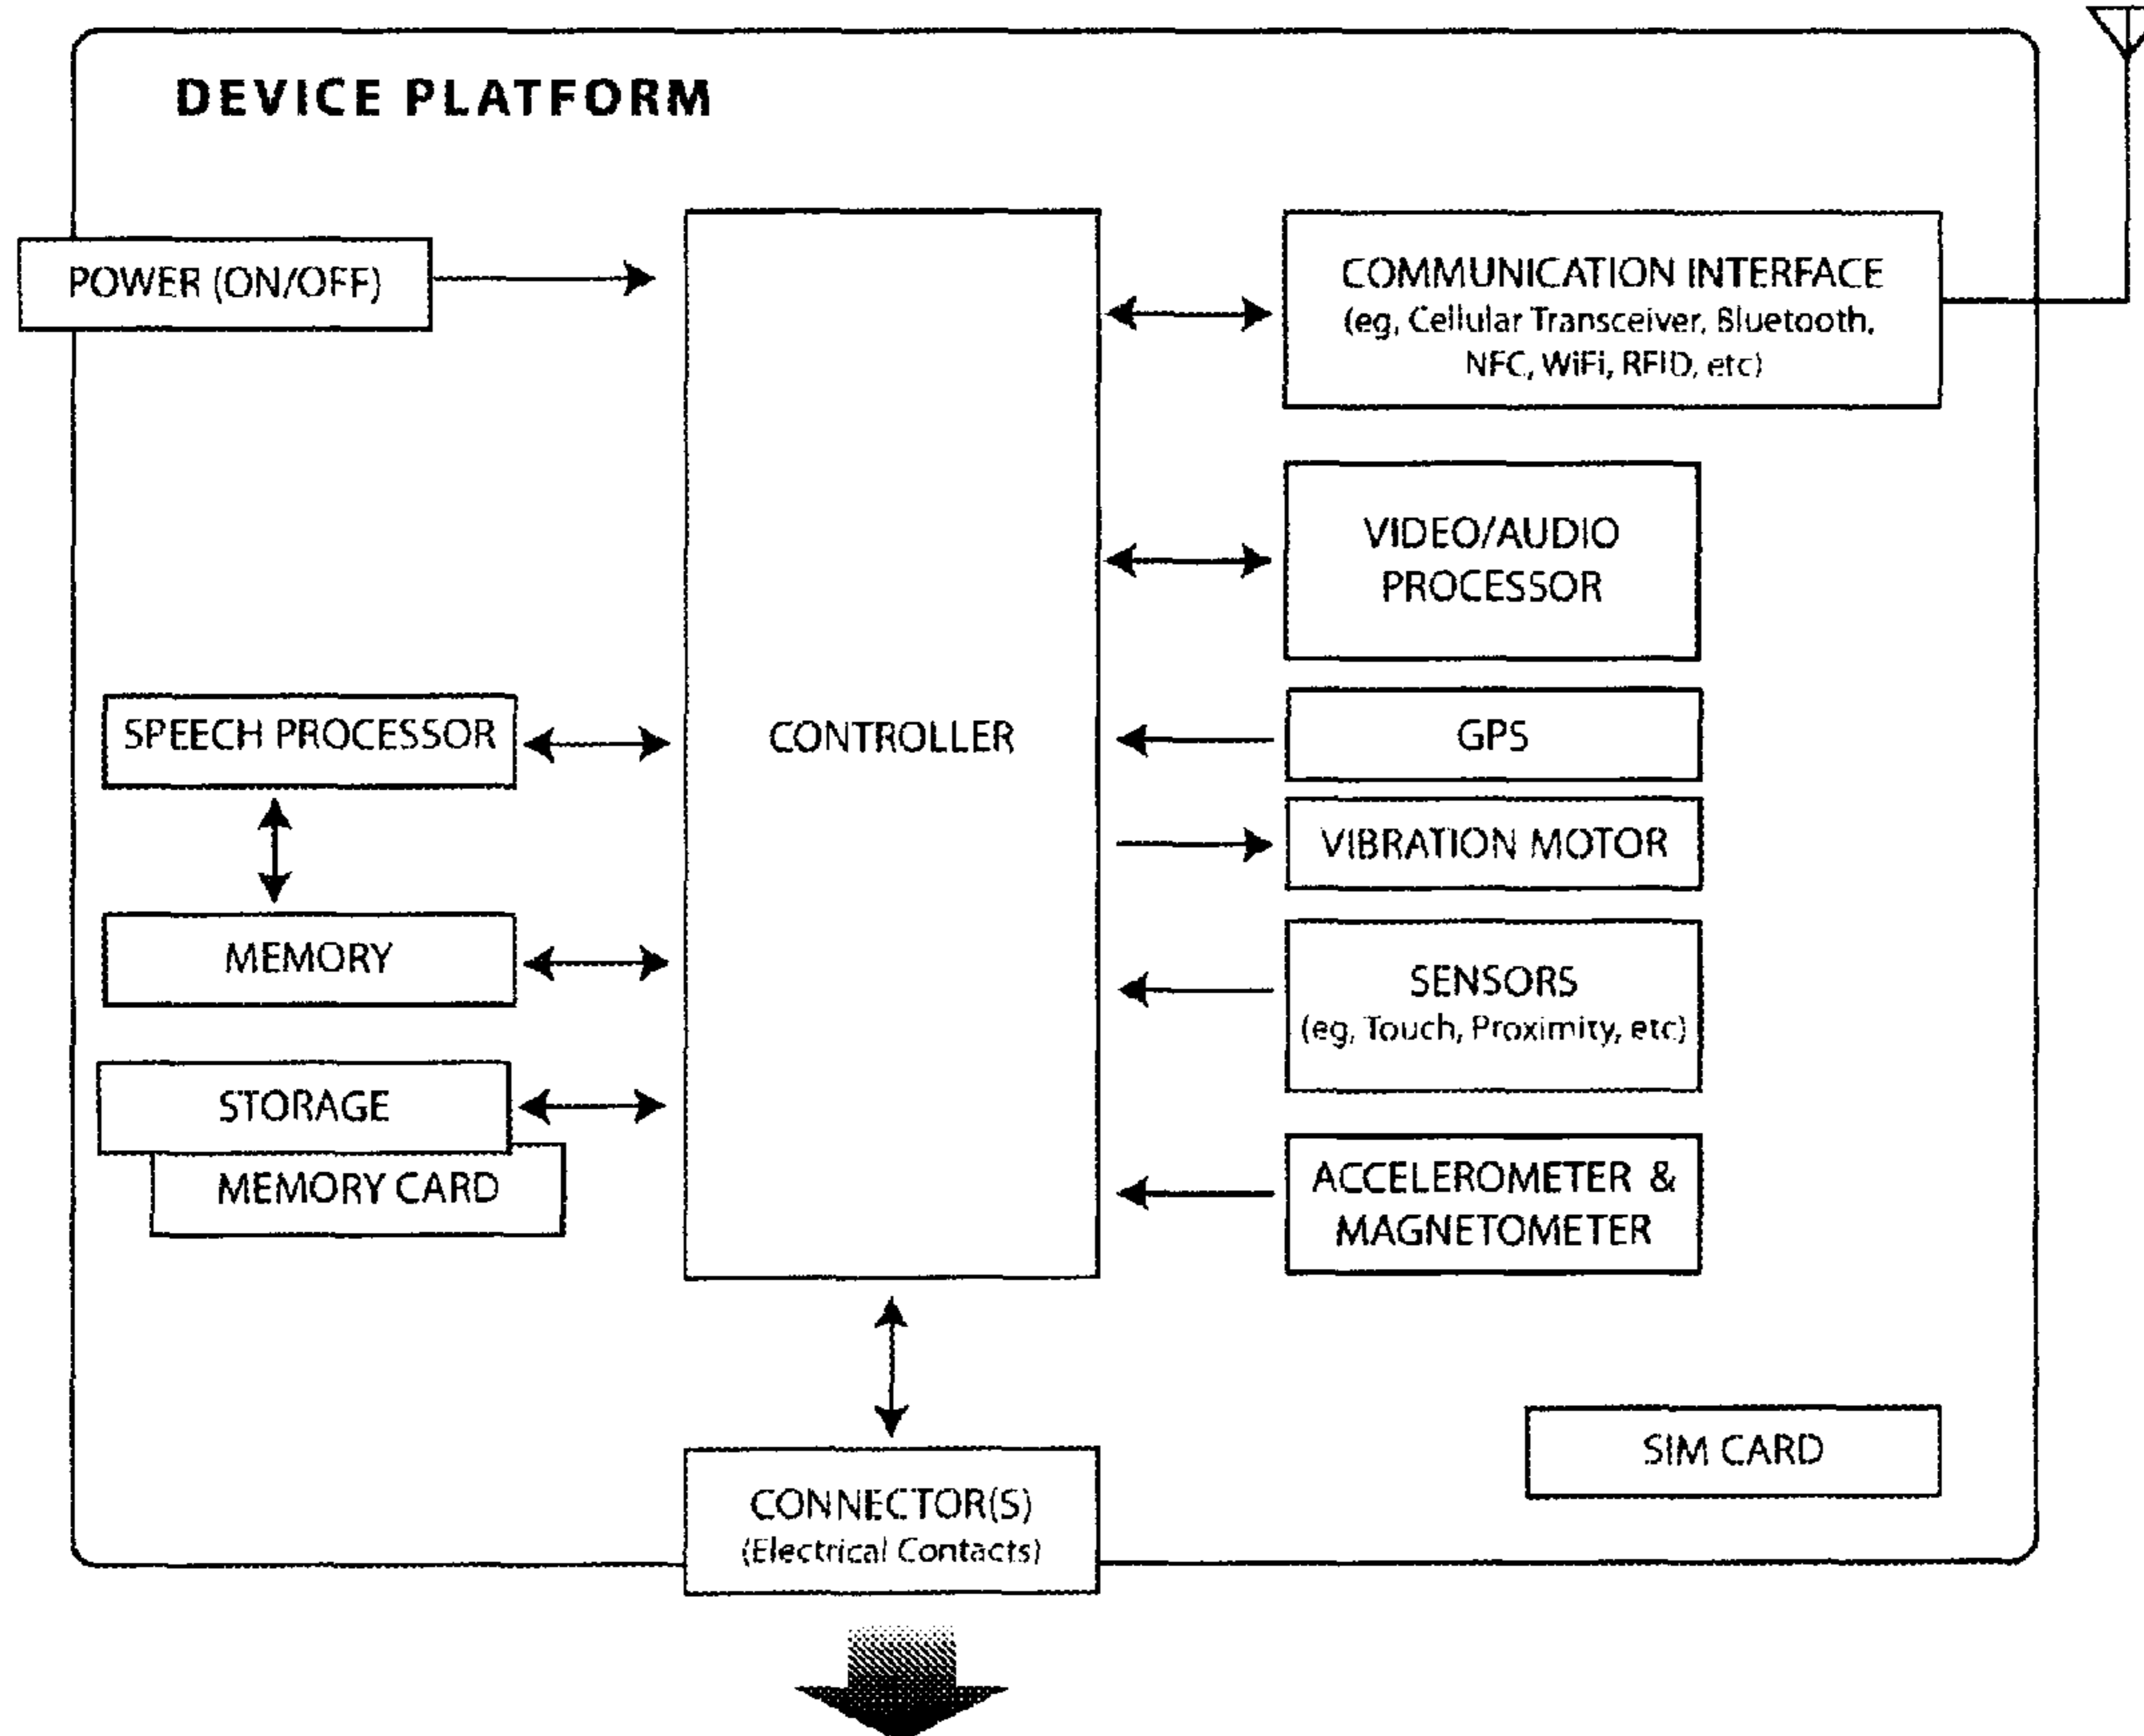 DEVICE PLATFORM
POWER (ON/OFF)
COMMUNICATION INTERFACE
(eg, Cellular Transceiver, Bluetooth,
NFC, WiFi, RFID, etc)
VIDEO/AUDIO
PROCESSOR
SPEECH PROCESSOR
CONTROLLER
GPS
VIBRATION MOTOR
MEMORY
SENSORS
(eg, Touch, Proximity, etc)
STORAGE
MEMORY CARD
ACCELEROMETER &
MAGNETOMETER
SIM CARD
CONNECTOR(S)
(Electrical Contacts)